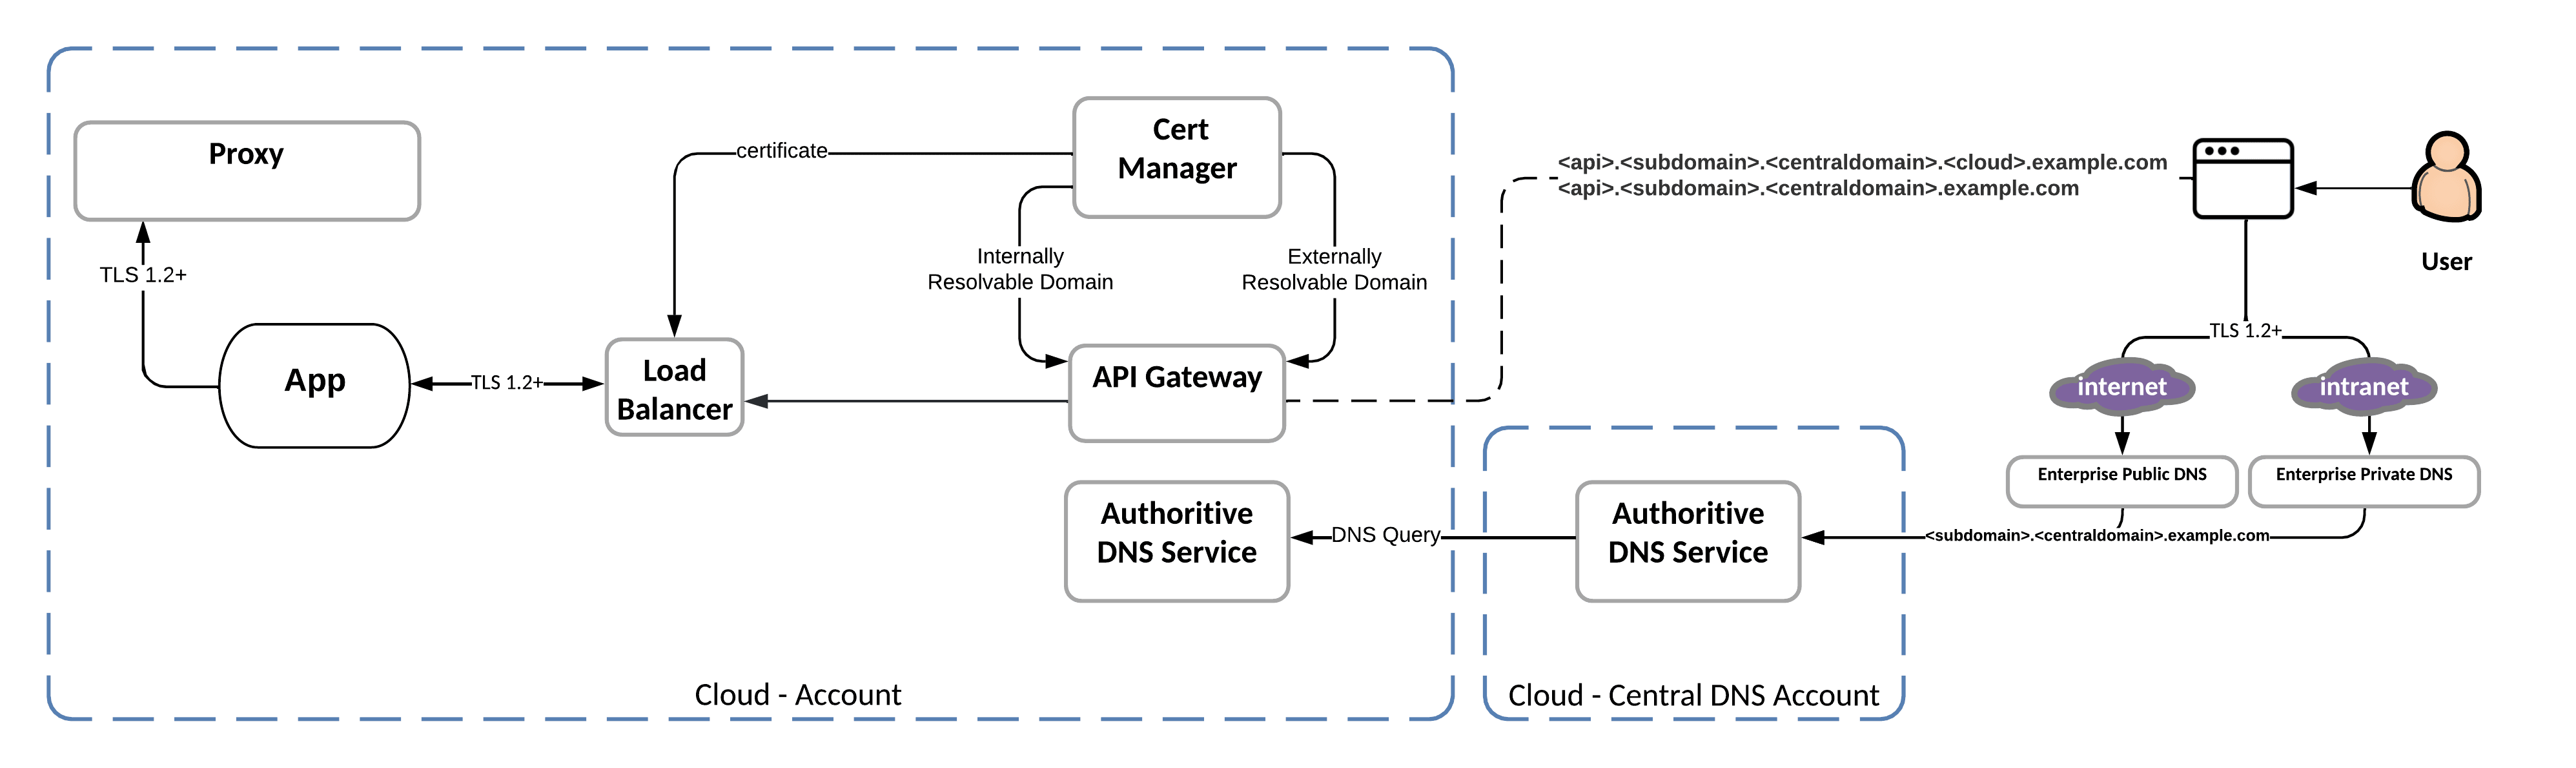 Proxy
TLS 1.2+
App
TLS 1.2+
certificate
Load
Balancer
Cert
Manager
Internally
Resolvable Domain
Externally
Resolvable Domain
API Gateway
Authoritive
DNS Service
DNS Query
Cloud - Account
Authoritive
DNS Service
Cloud - Central DNS Account
<api>.<subdomain>.<centraldomain>.<cloud>.example.com
<api>.<subdomain>.<centraldomain>.example.com
User
TLS 1.2+
internet
intranet
Enterprise Public DNS
Enterprise Private DNS
<subdomain>.<centraldomain>.example.com